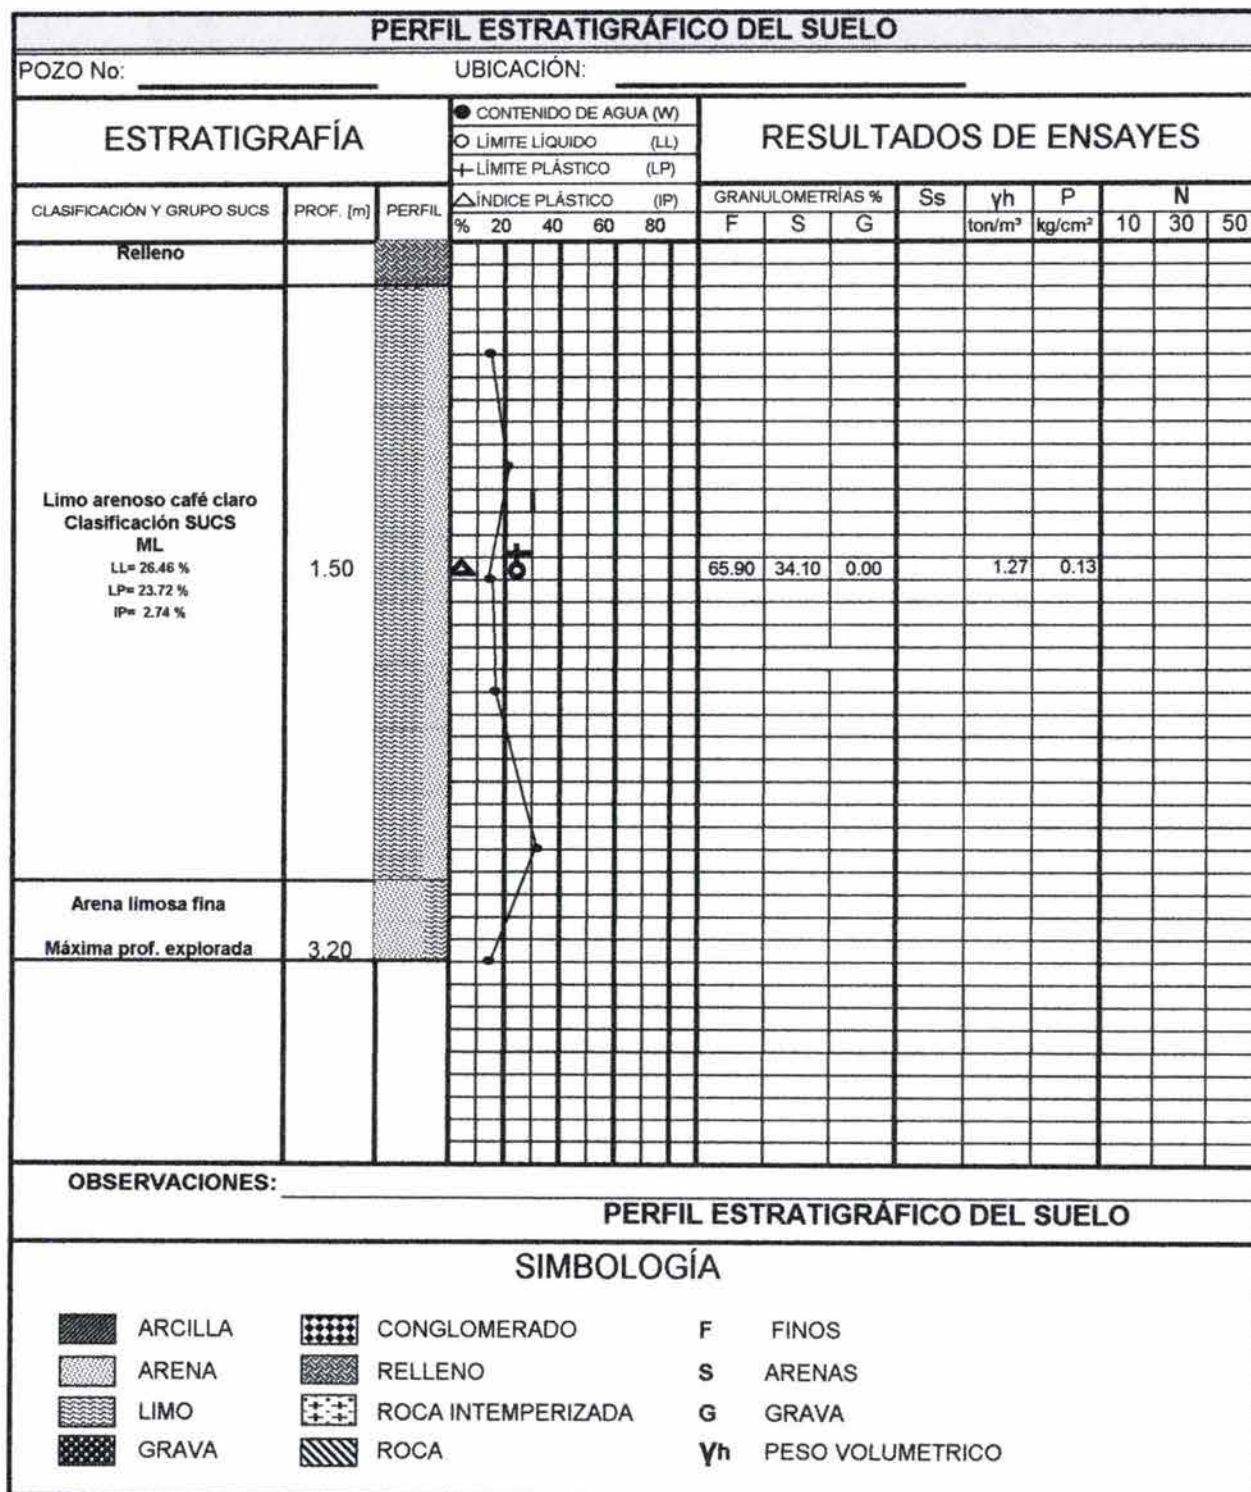 PERFIL ESTRATIGRÁFICO DEL SUELO
POZO No: UBICACIÓN:
ESTRATIGRAFÍA
CONTENIDO DE AGUA (W)
LÍMITE LÍQUIDO (LL)
LÍMITE PLÁSTICO (LP)
ÍNDICE PLÁSTICO (IP)
RESULTADOS DE ENSAYES
CLASIFICACIÓN Y GRUPO SUCS PROF. [m] PERFIL
% 20 40 60 80
GRANULOMETRÍAS % Ss γh P N
F S G ton/m³ kg/cm² 10 30 50
Relleno
Limo arenoso café claro
Clasificación SUCS
ML
LL= 26.46 %
LP= 23.72 %
IP= 2.74 %
1.50
65.90 34.10 0.00 1.27 0.13
Arena limosa fina
Máxima prof. explorada 3.20
OBSERVACIONES:
PERFIL ESTRATIGRÁFICO DEL SUELO
SIMBOLOGÍA
ARCILLA CONGLOMERADO F FINOS
ARENA RELLENO S ARENAS
LIMO ROCA INTEMPERIZADA G GRAVA
GRAVA ROCA γh PESO VOLUMETRICO